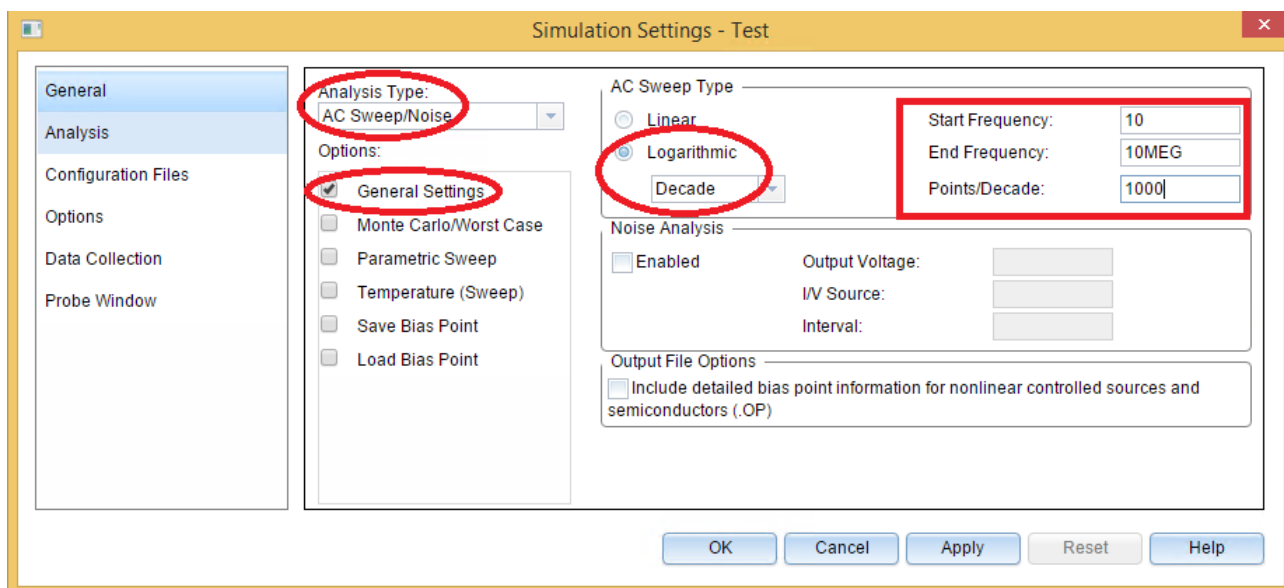 Simulation Settings - Test
General
Analysis
Configuration Files
Options
Data Collection
Probe Window
Analysis Type:
AC Sweep/Noise
Options:
General Settings
Monte Carlo/Worst Case
Parametric Sweep
Temperature (Sweep)
Save Bias Point
Load Bias Point
AC Sweep Type
Linear
Logarithmic
Decade
Start Frequency: 10
End Frequency: 10MEG
Points/Decade: 1000
Noise Analysis
Enabled
Output Voltage:
I/V Source:
Interval:
Output File Options
Include detailed bias point information for nonlinear controlled sources and
semiconductors (.OP)
OK Cancel Apply Reset Help